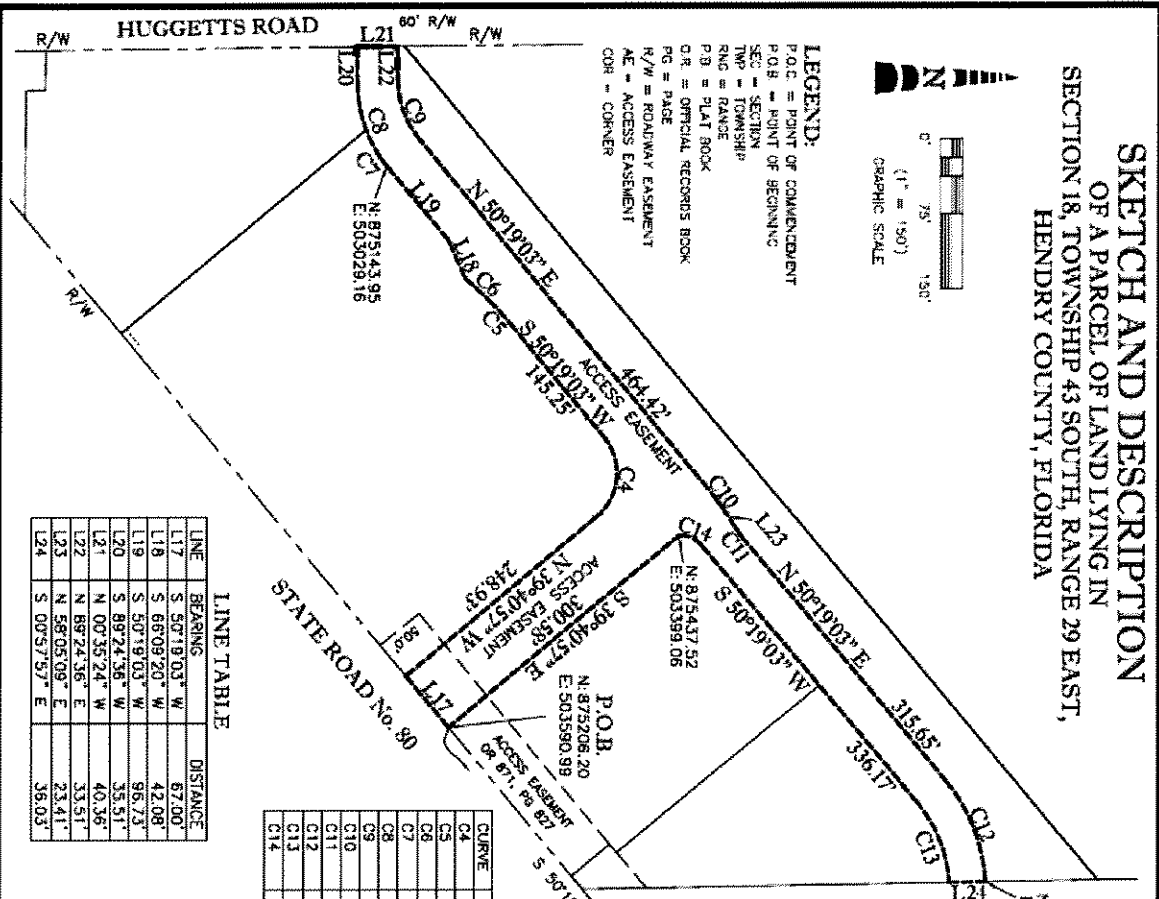 SKETCH AND DESCRIPTION
OF A PARCEL OF LAND LYING IN
SECTION 18, TOWNSHIP 43 SOUTH, RANGE 29 EAST,
HENDRY COUNTY, FLORIDA
N
0' 75' 150'
(1" = 150')
GRAPHIC SCALE
LEGEND:
P.O.C. = POINT OF COMMENCEMENT
P.O.B. = POINT OF BEGINNING
SEC = SECTION
TWP = TOWNSHIP
RNG = RANGE
P.B = PLAT BOOK
O.R. = OFFICIAL RECORDS BOOK
PG = PAGE
R/W = ROADWAY EASEMENT
AE = ACCESS EASEMENT
COR = CORNER
HUGGETTS ROAD
60' R/W
R/W
R/W
R/W
L21
L22
L20
C9
C8
C7
L19
L18
C6
C5
N: 875143.95
E: 503029.16
N 50°19'03" E
464.42'
ACCESS EASEMENT
S 50°19'03" W
145.25'
C4
C10
L23
C11
C14
N: 875437.52
E: 503399.06
N 50°19'03" E
315.65'
S 50°19'03" W
336.17'
C12
C13
L24
N 39°40'57" W
248.93'
ACCESS EASEMENT
S 39°40'57" E
300.58'
50.0'
L17
P.O.B.
N: 875206.20
E: 503590.99
ACCESS EASEMENT
OR 871, PG 827
STATE ROAD No. 80
LINE TABLE
LINE BEARING DISTANCE
L17 S 50°19'03" W 67.00'
L18 S 66°09'20" W 42.08'
L19 S 50°19'03" W 96.73'
L20 S 89°24'36" W 35.51'
L21 N 00°35'24" W 40.36'
L22 N 89°24'36" E 33.51'
L23 N 58°05'09" E 23.41'
L24 S 00°57'57" E 36.03'
CURVE
C4
C5
C6
C7
C8
C9
C10
C11
C12
C13
C14